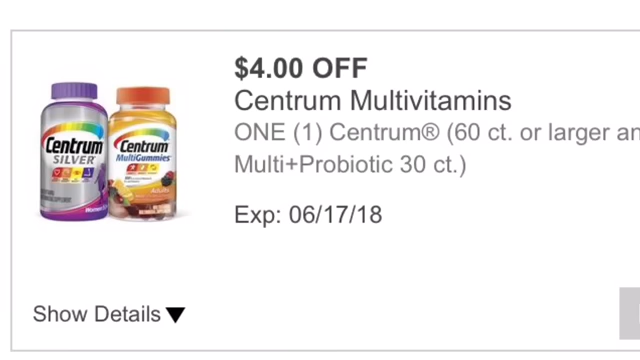 $4.00 OFF
Centrum Multivitamins
ONE (1) Centrum® (60 ct. or larger an
Multi+Probiotic 30 ct.)
Exp: 06/17/18
Centrum
SILVER
Centrum
MultiGummies
Adults
Show Details